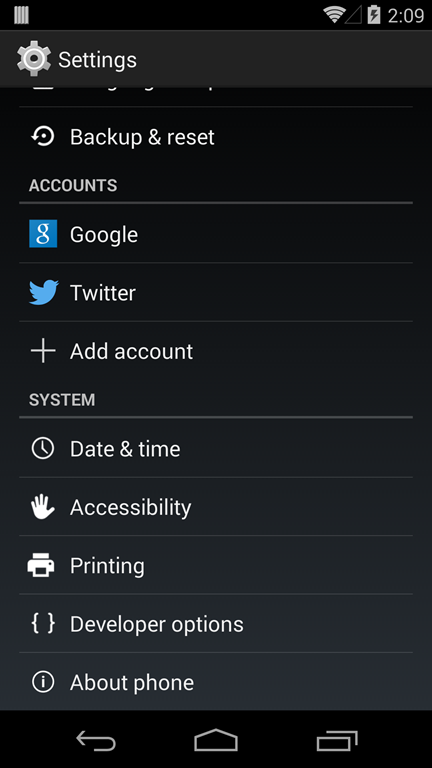 2:09
Settings
Backup & reset
ACCOUNTS
Google
Twitter
Add account
SYSTEM
Date & time
Accessibility
Printing
Developer options
About phone